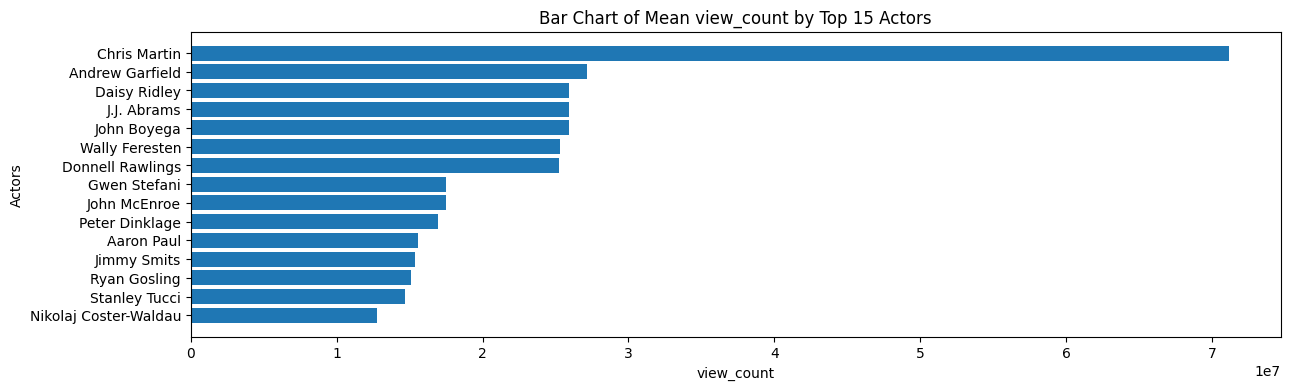 Bar Chart of Mean view_count by Top 15 Actors
Actors
Chris Martin
Andrew Garfield
Daisy Ridley
J.J. Abrams
John Boyega
Wally Feresten
Donnell Rawlings
Gwen Stefani
John McEnroe
Peter Dinklage
Aaron Paul
Jimmy Smits
Ryan Gosling
Stanley Tucci
Nikolaj Coster-Waldau
0 1 2 3 4 5 6 7
1e7
view_count